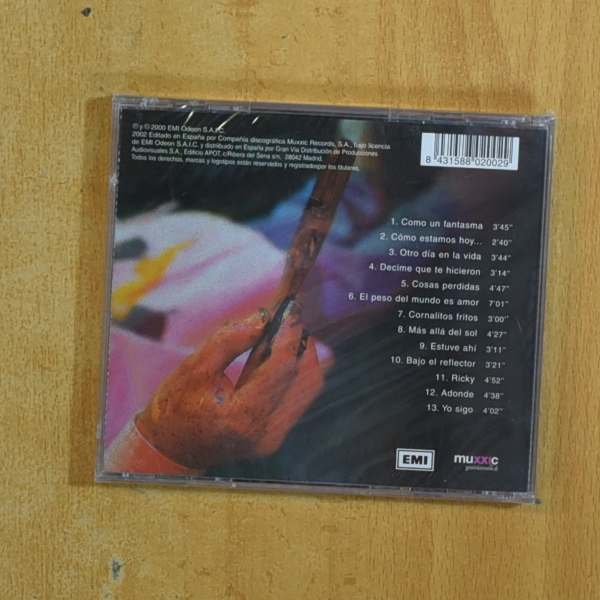 ℗ y © 2000 EMI Odeon S.A.I.C.
2002 Editado en España por Compañía discográfica Muxxic Records, S.A., bajo licencia
de EMI Odeon S.A.I.C. y distribuido en España por Gran Vía Distribución de Producciones
Audiovisuales S.A., Edificio APOT, c/Ribera del Sena s/n, 28042 Madrid.
Todos los derechos, marcas y logotipos están reservados y registradospor los titulares.
8 431588 020029
1. Como un fantasma 3'45"
2. Cómo estamos hoy... 2'40"
3. Otro día en la vida 3'44"
4. Decime que te hicieron 3'14"
5. Cosas perdidas 4'47"
6. El peso del mundo es amor 7'01"
7. Cornalitos fritos 3'00"
8. Más allá del sol 4'27"
9. Estuve ahí 3'11"
10. Bajo el reflector 3'21"
11. Ricky 4'52"
12. Adonde 4'38"
13. Yo sigo 4'02"
EMI
muxxic
granviamusical